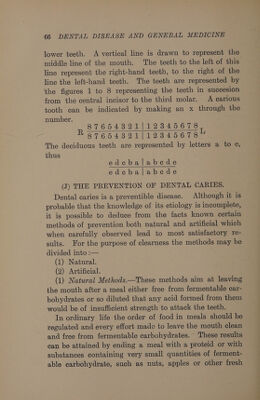 66 DENTAL DISEASE AND GENERAL MEDICINE
lower teeth. A vertical line is drawn to represent the
middle line of the mouth. The teeth to the left of this
line represent the right-hand teeth, to the right of the
line the left-hand teeth. The teeth are represented by
the figures 1 to 8 representing the teeth in succession
from the central incisor to the third molar. A carious
tooth can be indicated by making an x through the
number.
8 7 6 5 4 3 2 1 | 1 2 3 4 5 6 7 8
R L
8 7 6 5 4 3 2 1 | 1 2 3 4 5 6 7 8
The deciduous teeth are represented by letters a to e,
thus
e d c b a | a b c d e
e d c b a | a b c d e
(J) THE PREVENTION OF DENTAL CARIES.
Dental caries is a preventible disease. Although it is
probable that the knowledge of its etiology is incomplete,
it is possible to deduce from the facts known certain
methods of prevention both natural and artificial which
when carefully observed lead to most satisfactory re-
sults. For the purpose of clearness the methods may be
divided into :—
(1) Natural.
(2) Artificial.
(1) Natural Methods.—These methods aim at leaving
the mouth after a meal either free from fermentable car-
bohydrates or so diluted that any acid formed from them
would be of insufficient strength to attack the teeth.
In ordinary life the order of food in meals should be
regulated and every effort made to leave the mouth clean
and free from fermentable carbohydrates. These results
can be attained by ending a meal with a proteid or with
substances containing very small quantities of ferment-
able carbohydrate, such as nuts, apples or other fresh